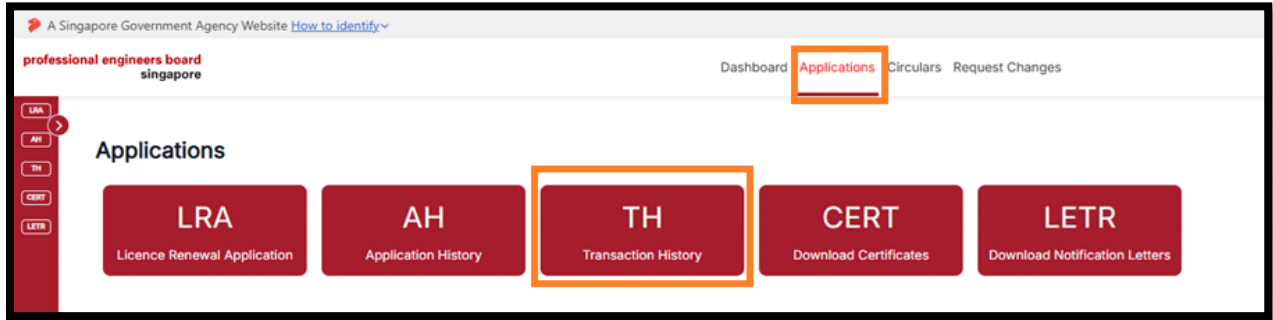 A Singapore Government Agency Website How to identify
professional engineers board
singapore
Dashboard Applications Circulars Request Changes
LRA
AH
TH
CERT
LETR
Applications
LRA
Licence Renewal Application
AH
Application History
TH
Transaction History
CERT
Download Certificates
LETR
Download Notification Letters